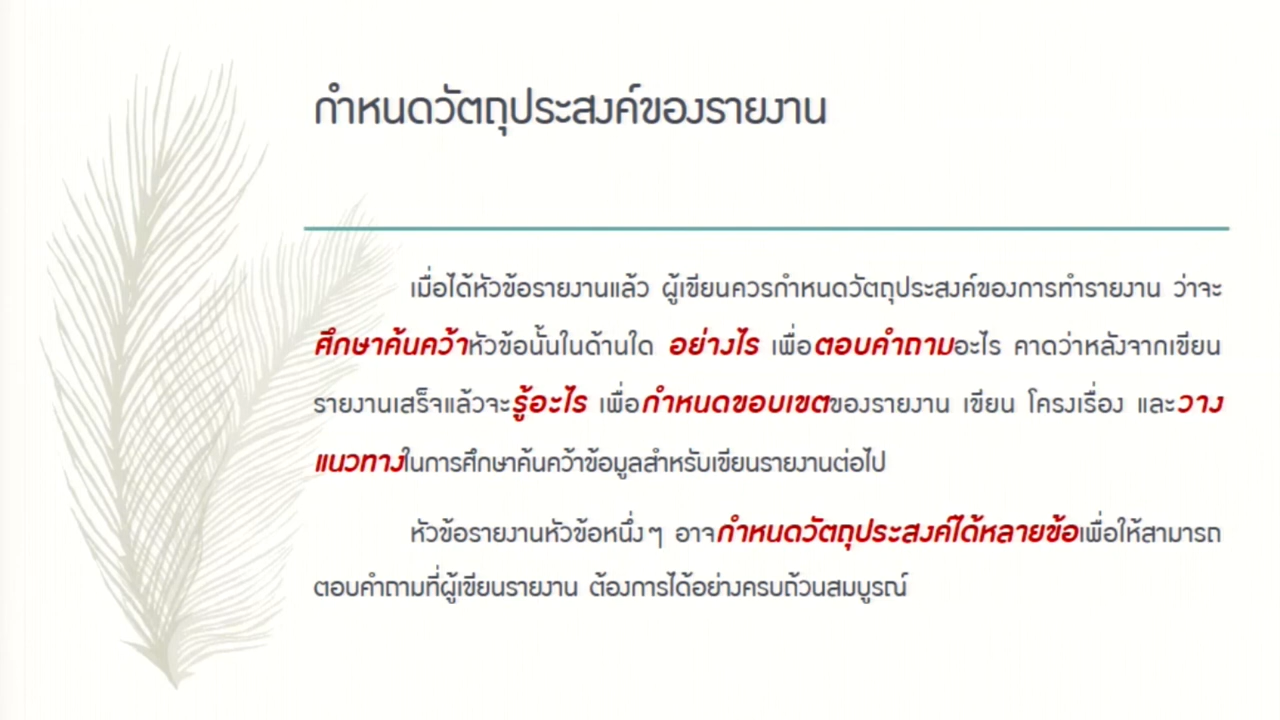 กำหนดวัตถุประสงค์ของรายงาน
เมื่อได้หัวข้อรายงานแล้ว ผู้เขียนควรกำหนดวัตถุประสงค์ของการทำรายงาน ว่าจะ
ศึกษาค้นคว้าหัวข้อนั้นในด้านใด อย่างไร เพื่อตอบคำถามอะไร คาดว่าหลังจากเขียน
รายงานเสร็จแล้วจะรู้อะไร เพื่อกำหนดขอบเขตของรายงาน เขียน โครงเรื่อง และวาง
แนวทางในการศึกษาค้นคว้าข้อมูลสำหรับเขียนรายงานต่อไป
หัวข้อรายงานหัวข้อหนึ่งๆ อาจกำหนดวัตถุประสงค์ได้หลายข้อเพื่อให้สามารถ
ตอบคำถามที่ผู้เขียนรายงาน ต้องการได้อย่างครบถ้วนสมบูรณ์